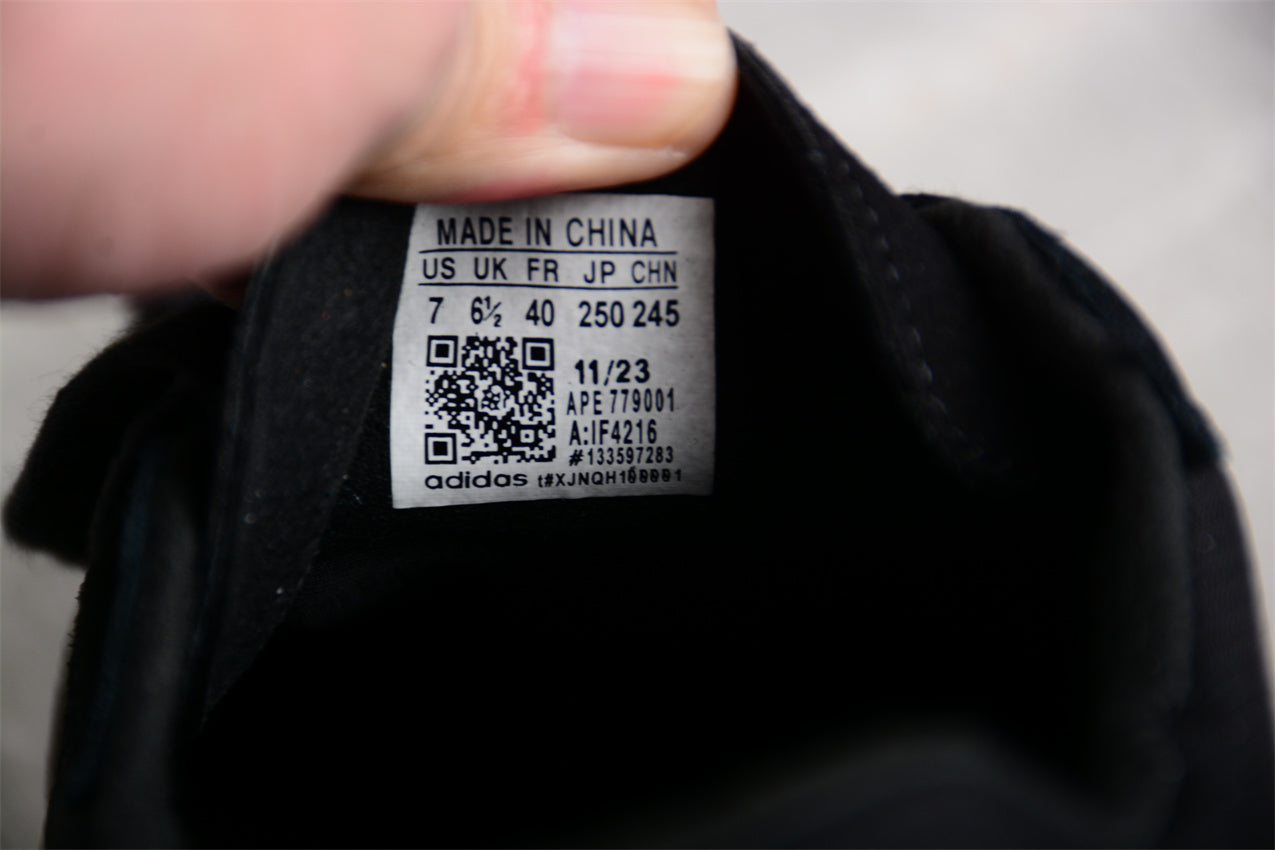 MADE IN CHINA
US UK FR JP CHN
7 6½ 40 250 245
11/23
APE 779001
A:IF4216
#133597283
adidas t#XJNQH100001